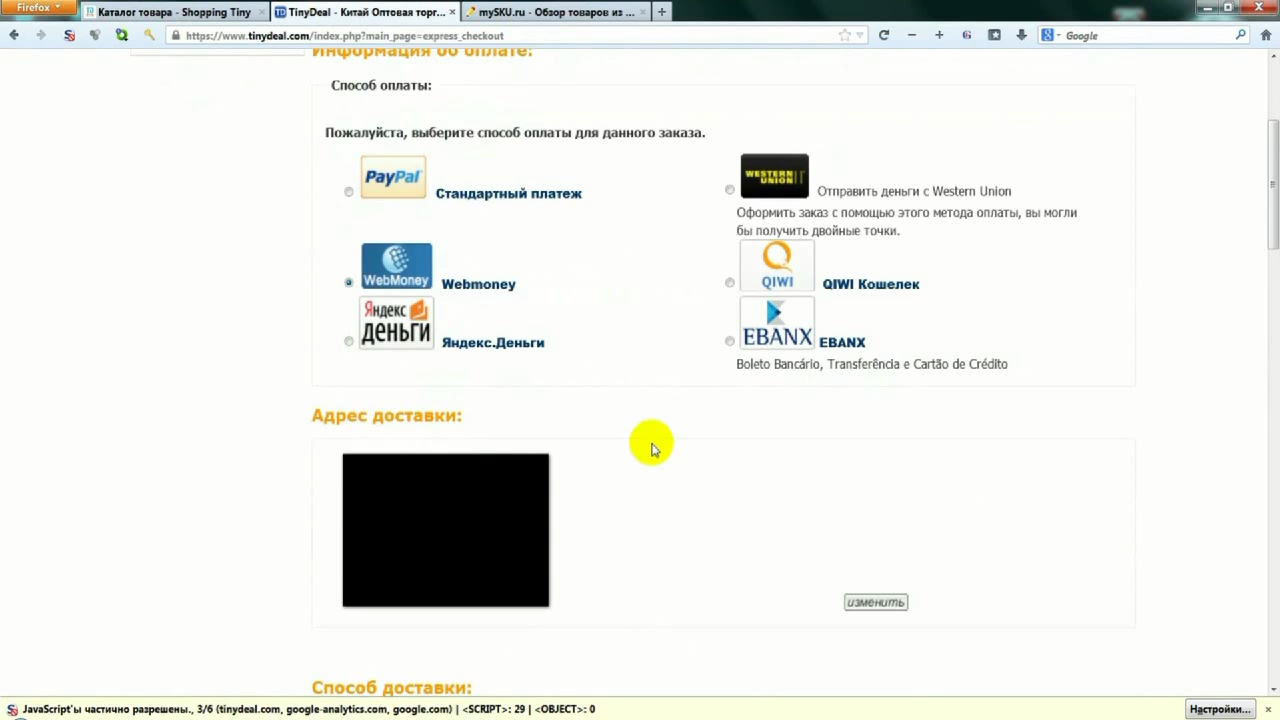 Firefox
Каталог товара - Shopping Tiny
TinyDeal - Китай Оптовая торг...
mySKU.ru - Обзор товаров из ...
https://www.tinydeal.com/index.php?main_page=express_checkout
Google
Информация об оплате:
Способ оплаты:
Пожалуйста, выберите способ оплаты для данного заказа.
PayPal
Стандартный платеж
WESTERN
UNION
Отправить деньги с Western Union
Оформить заказ с помощью этого метода оплаты, вы могли
бы получить двойные точки.
WebMoney
Webmoney
QIWI
QIWI Кошелек
Яндекс
деньги
Яндекс.Деньги
EBANX
EBANX
Boleto Bancário, Transferência e Cartão de Crédito
Адрес доставки:
изменить
Способ доставки:
JavaScript'ы частично разрешены., 3/6 (tinydeal.com, google-analytics.com, google.com) | <SCRIPT>: 29 | <OBJECT>: 0
Настройки...